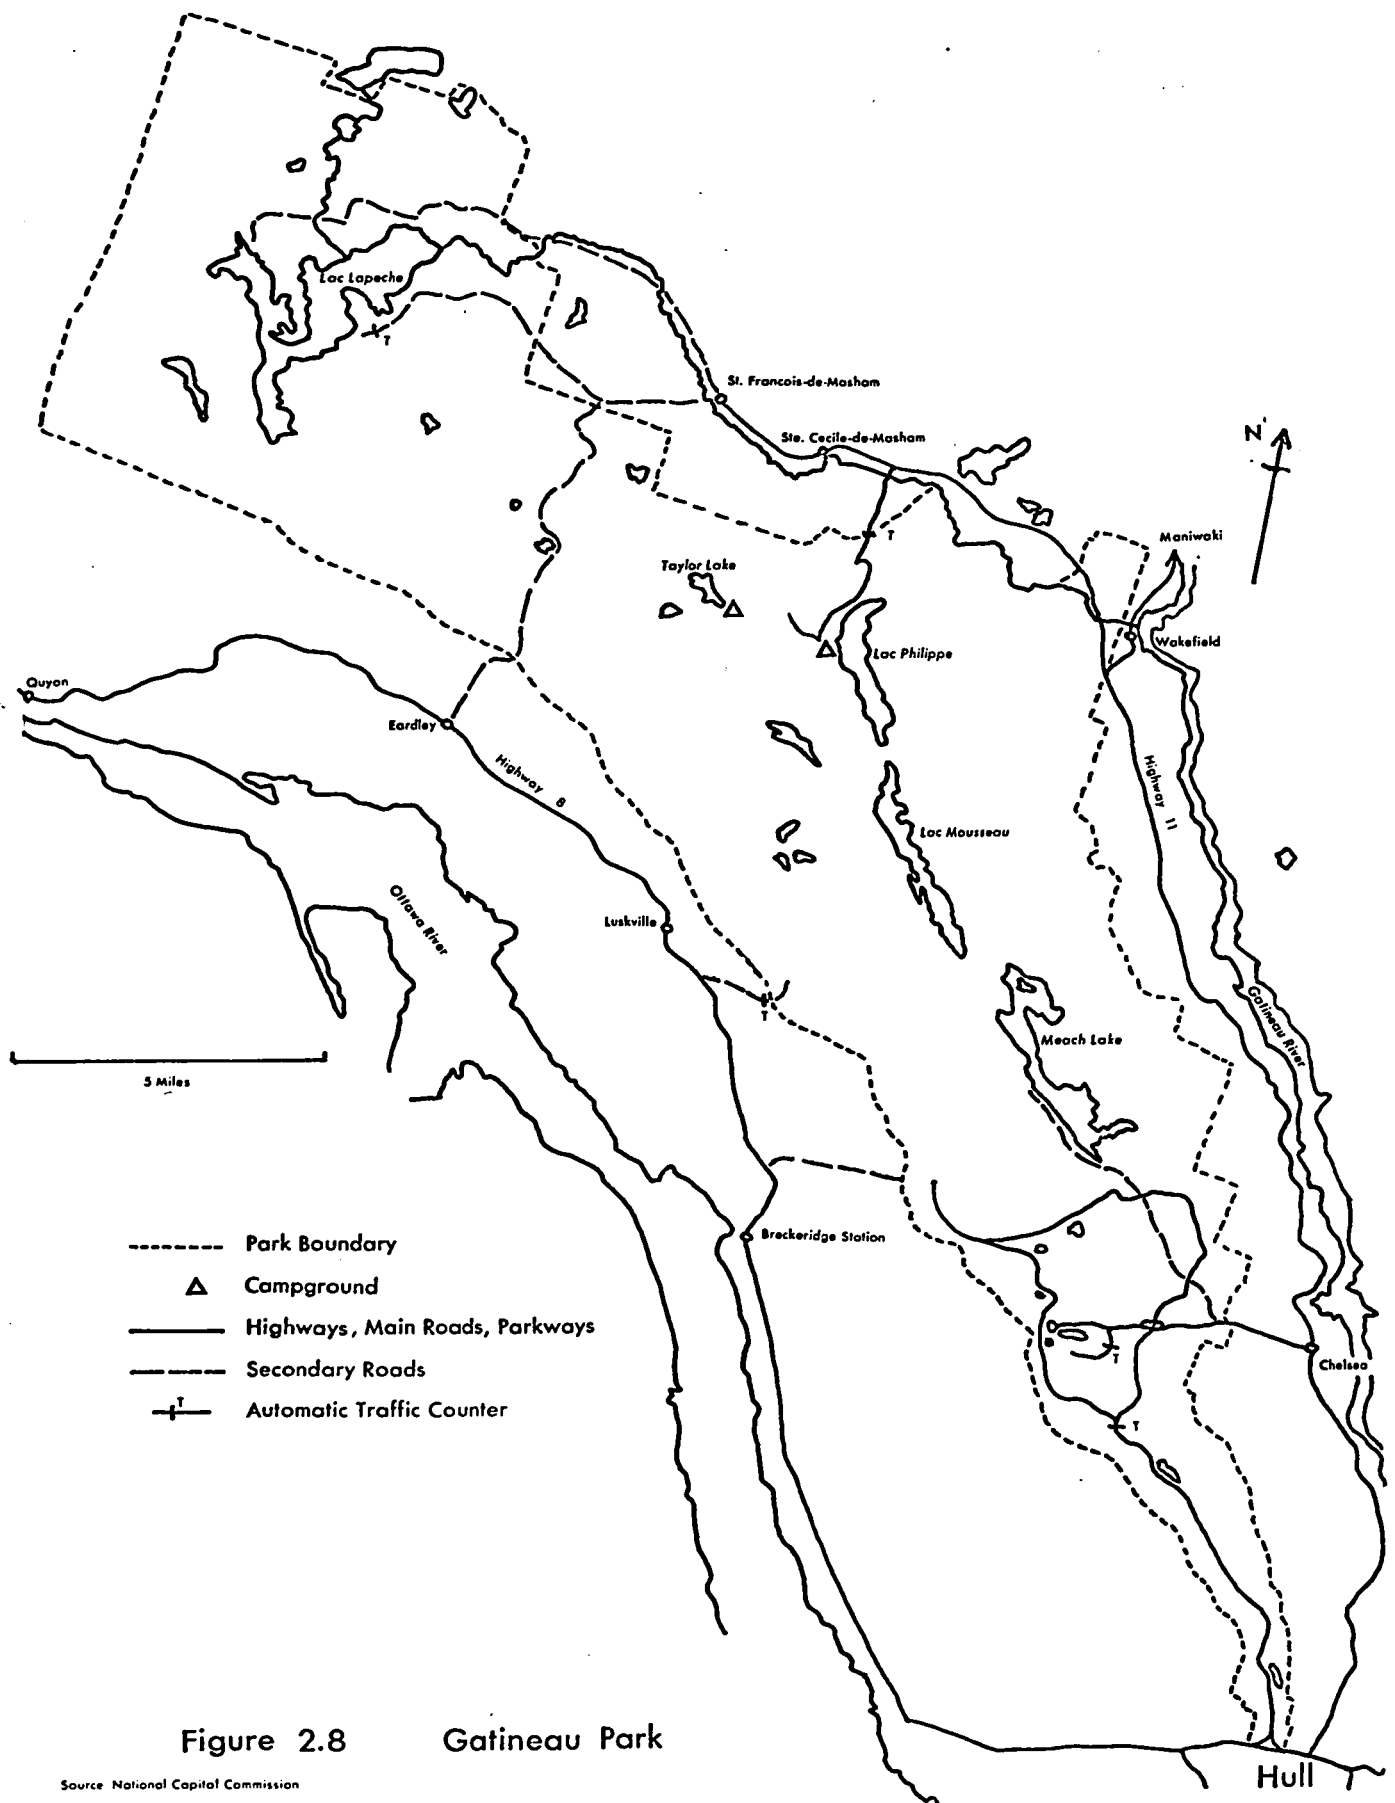 Lac Lapeche
T
St. Francois-de-Masham
Ste. Cecile-de-Masham
N
T
Maniwaki
Taylor Lake
Wakefield
Lac Philippe
Quyon
Eardley
Highway 8
Highway 11
Lac Mousseau
Ottawa River
Luskville
T
Gatineau River
Meach Lake
5 Miles
Breckeridge Station
Park Boundary
Campground
Highways, Main Roads, Parkways
Secondary Roads
T
Automatic Traffic Counter
T
Chelsea
T
Figure 2.8 Gatineau Park
Source National Capital Commission
Hull